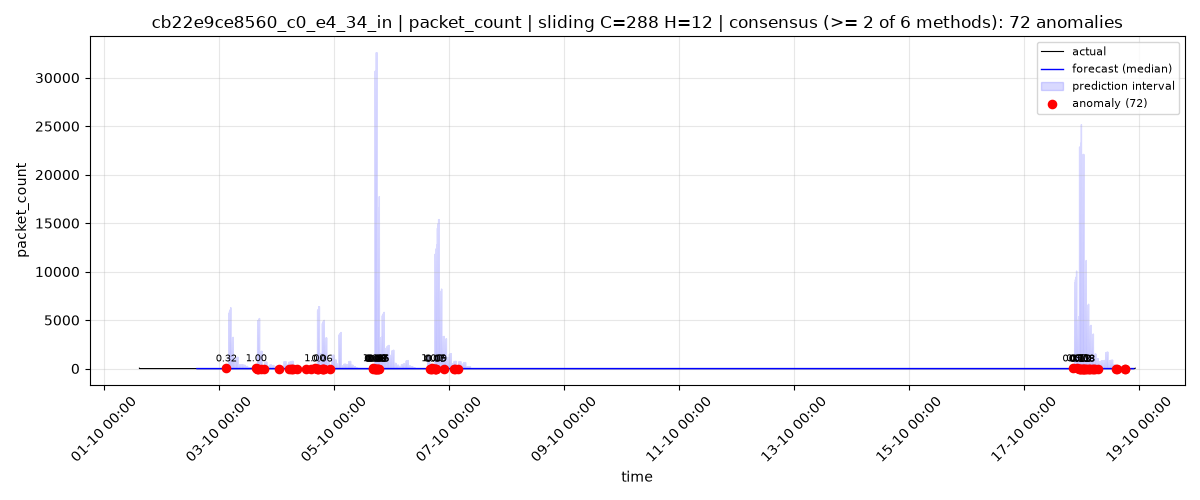 cb22e9ce8560_c0_e4_34_in | packet_count | sliding C=288 H=12 | consensus (>= 2 of 6 methods): 72 anomalies
actual
forecast (median)
prediction interval
anomaly (72)
packet_count
30000
25000
20000
15000
10000
5000
0
0.32
1.00
01-10 00:00
03-10 00:00
05-10 00:00
07-10 00:00
09-10 00:00
11-10 00:00
13-10 00:00
15-10 00:00
17-10 00:00
19-10 00:00
time